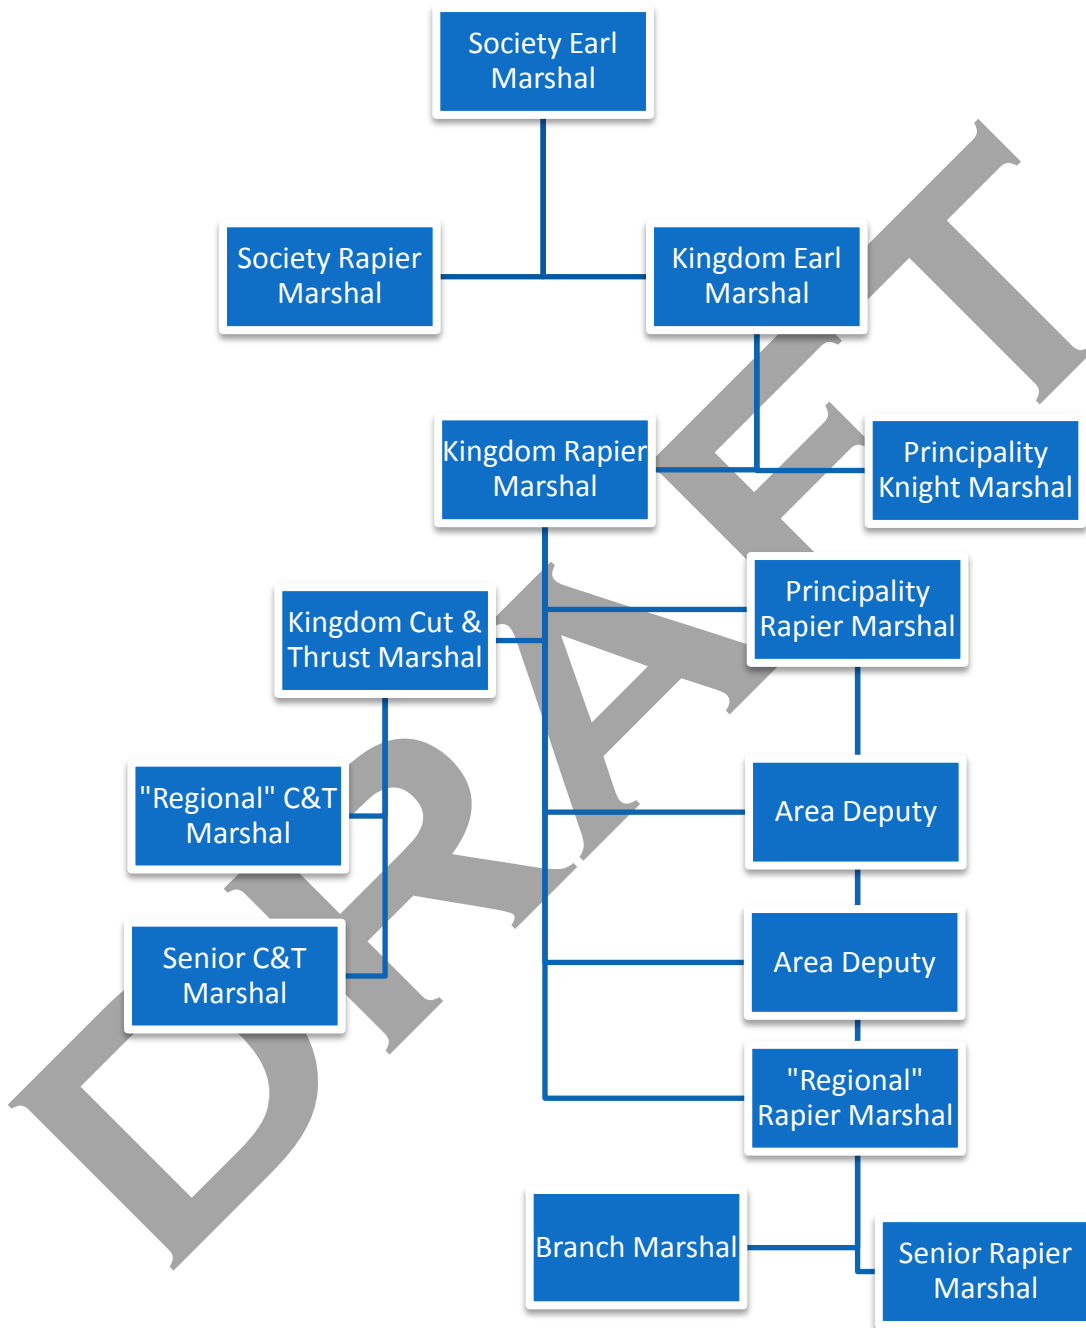 Society Earl
Marshal
Society Rapier
Marshal
Kingdom Earl
Marshal
Kingdom Rapier
Marshal
Principality
Knight Marshal
Principality
Rapier Marshal
Kingdom Cut &
Thrust Marshal
"Regional" C&T
Marshal
Area Deputy
Senior C&T
Marshal
Area Deputy
"Regional"
Rapier Marshal
Branch Marshal
Senior Rapier
Marshal
DRAFT